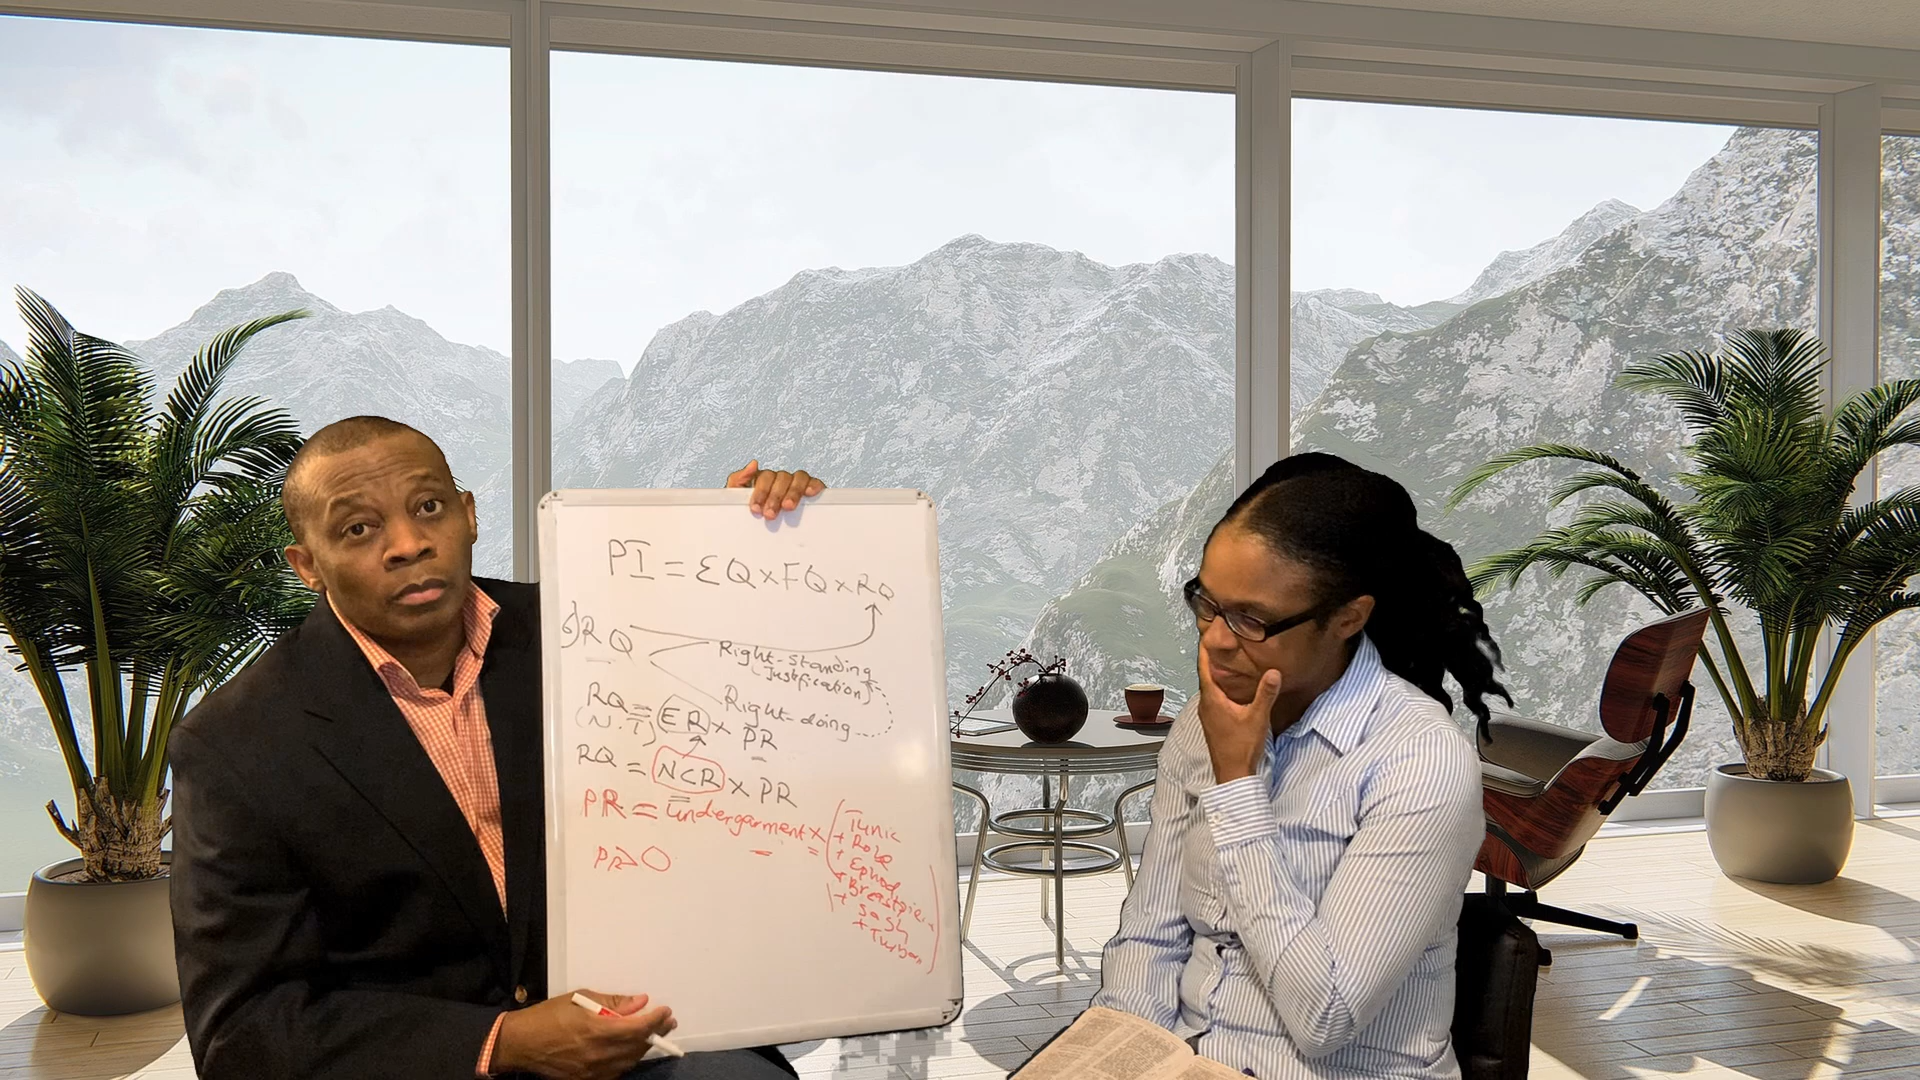 PI = EQ x FQ x RQ
b) RQ
Right-standing
(Justification)
Right-doing
RQ = ER x PR
(N.T)
RQ = NCR x PR
PR = undergarment x (Tunic
+ Robe
+ Ephod
+ Breastpiece
+ Sash
+ Turban)
PR > 0